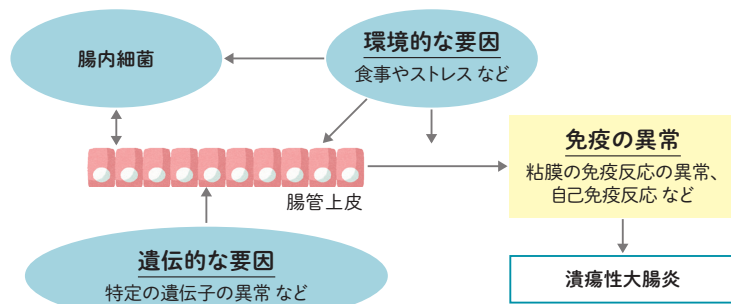 腸内細菌
環境的な要因
食事やストレス など
免疫の異常
粘膜の免疫反応の異常、
自己免疫反応 など
腸管上皮
遺伝的な要因
特定の遺伝子の異常 など
潰瘍性大腸炎